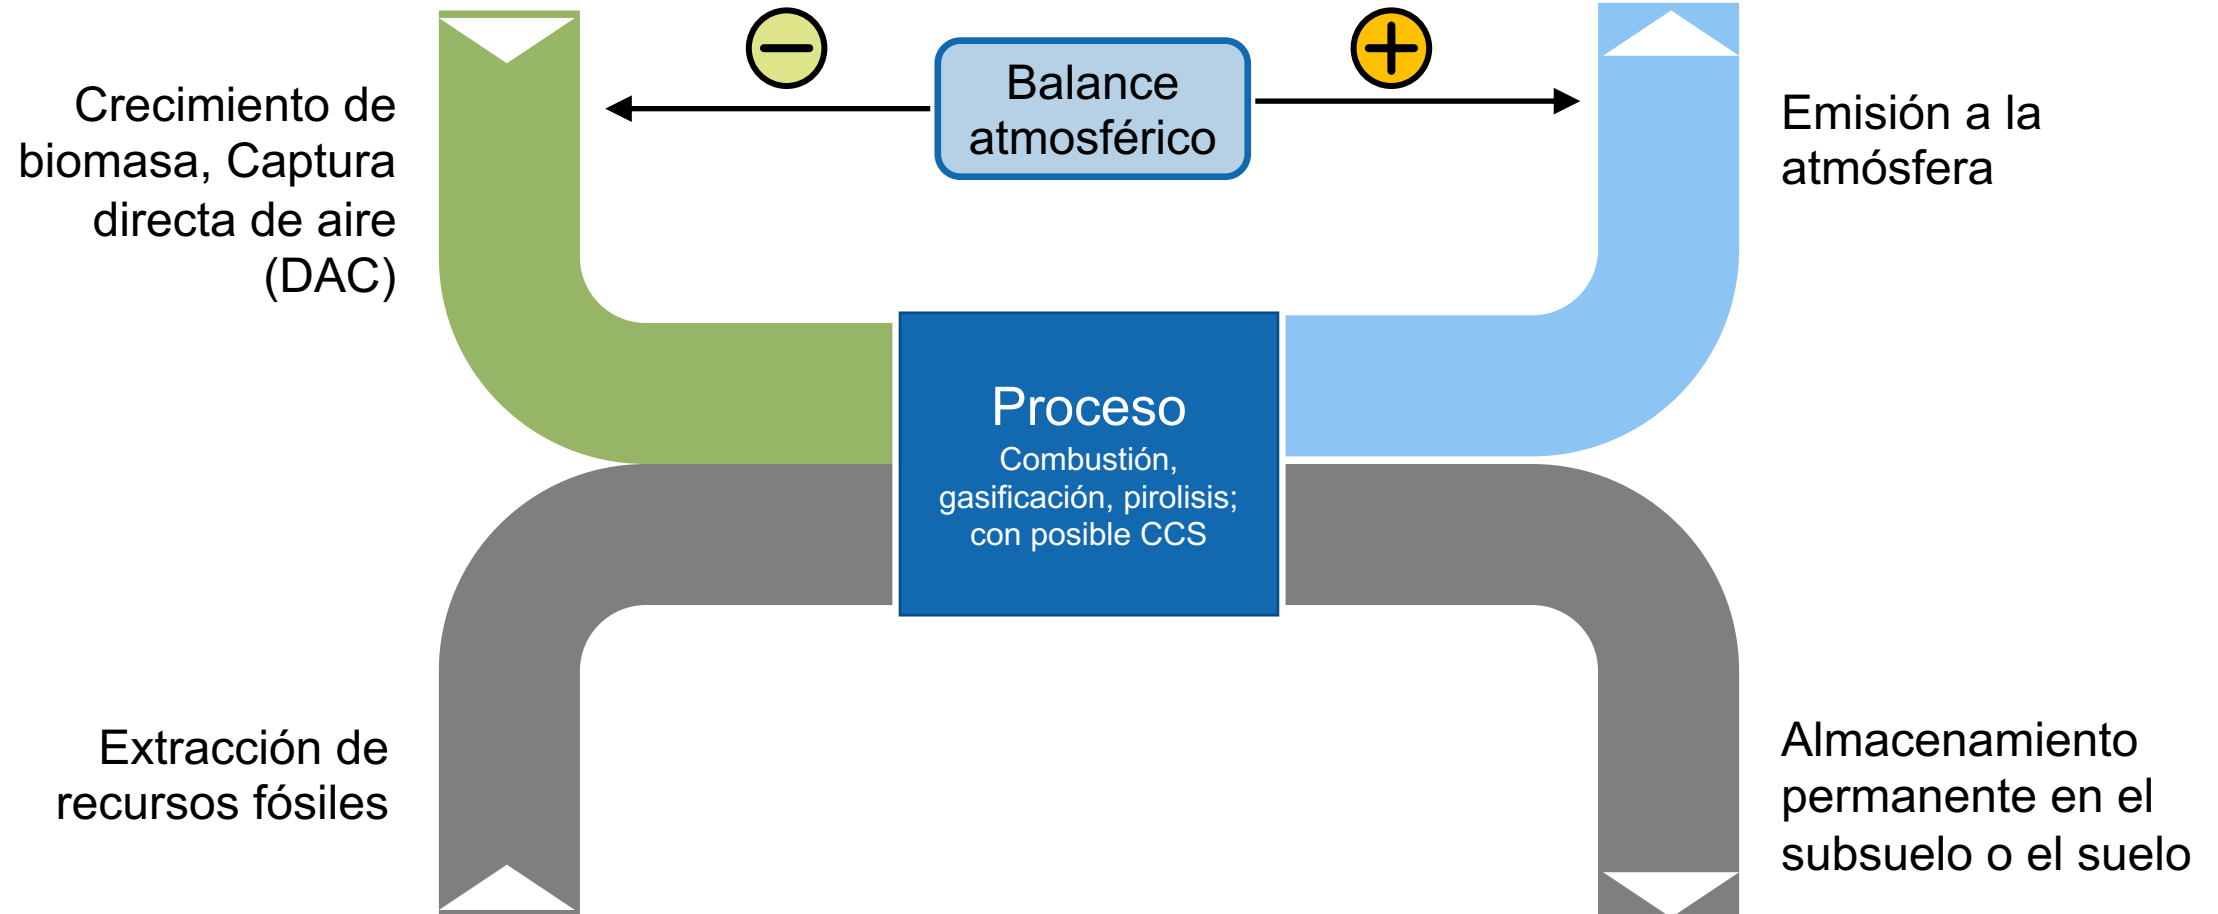 Crecimiento de
biomasa, Captura
directa de aire
(DAC)
Balance
atmosférico
Emisión a la
atmósfera
Proceso
Combustión,
gasificación, pirolisis;
con posible CCS
Extracción de
recursos fósiles
Almacenamiento
permanente en el
subsuelo o el suelo